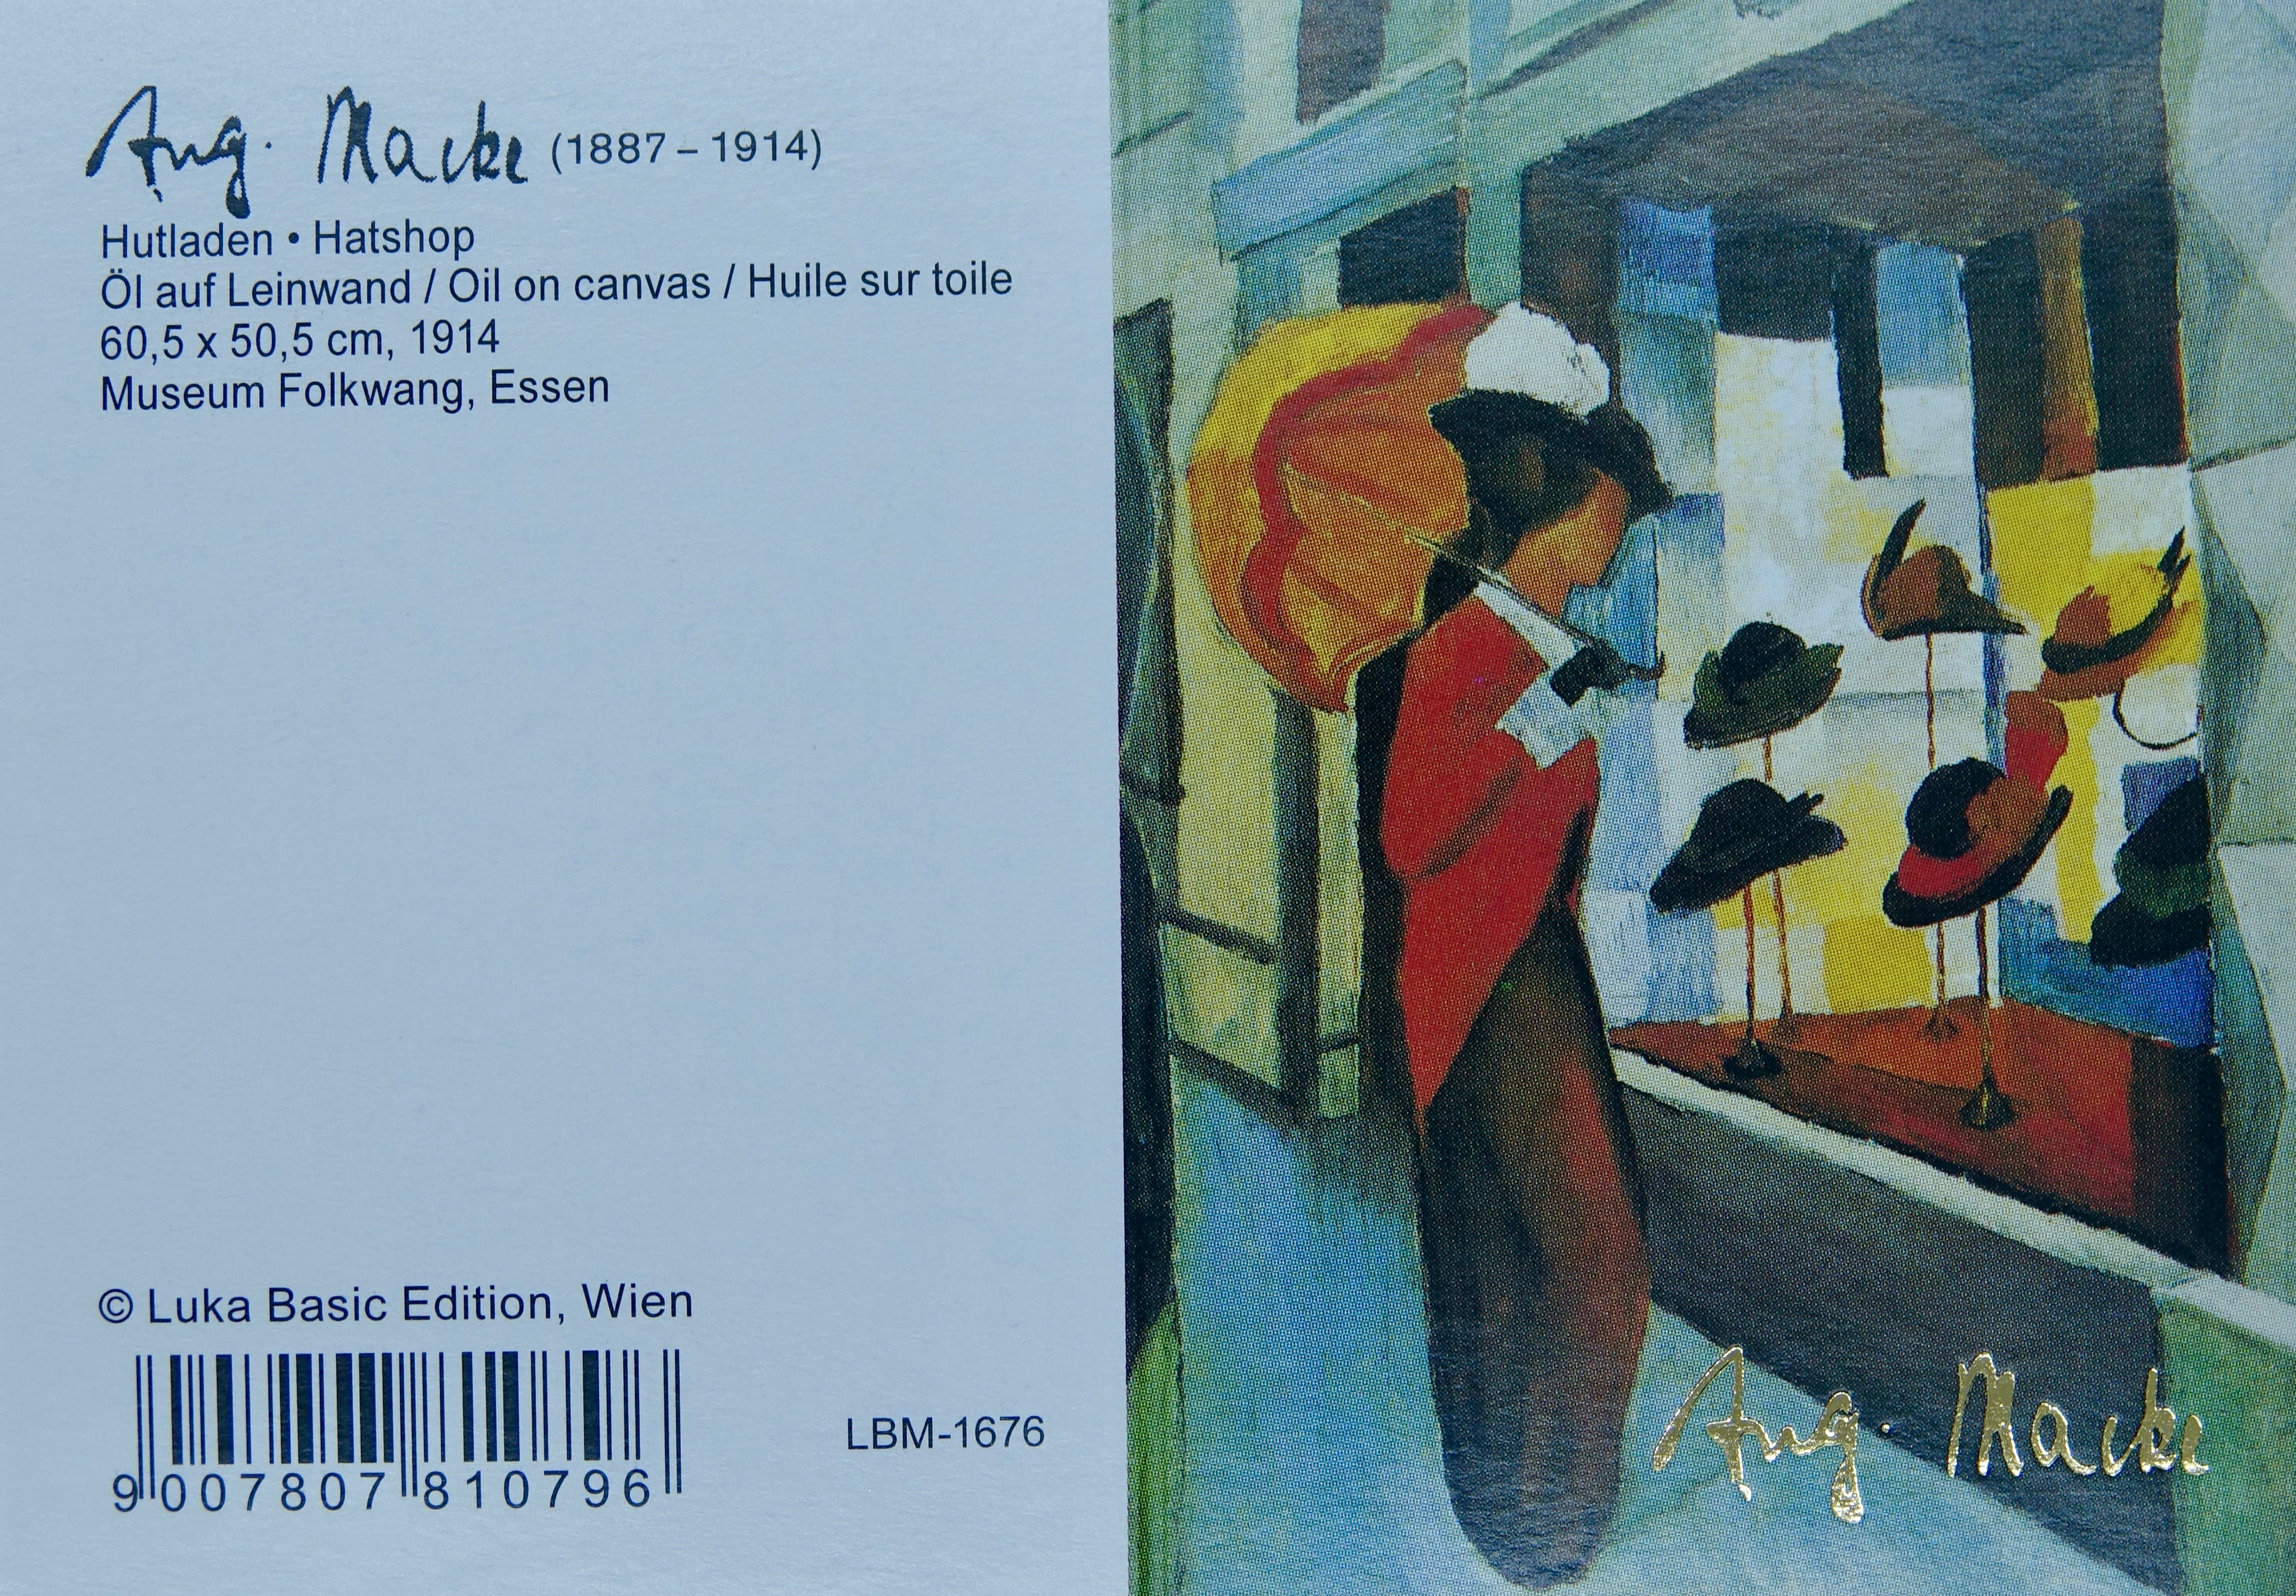 Aug. Macke (1887 – 1914)
Hutladen • Hatshop
Öl auf Leinwand / Oil on canvas / Huile sur toile
60,5 x 50,5 cm, 1914
Museum Folkwang, Essen
© Luka Basic Edition, Wien
9 007807 810796
LBM-1676
Aug. Macke